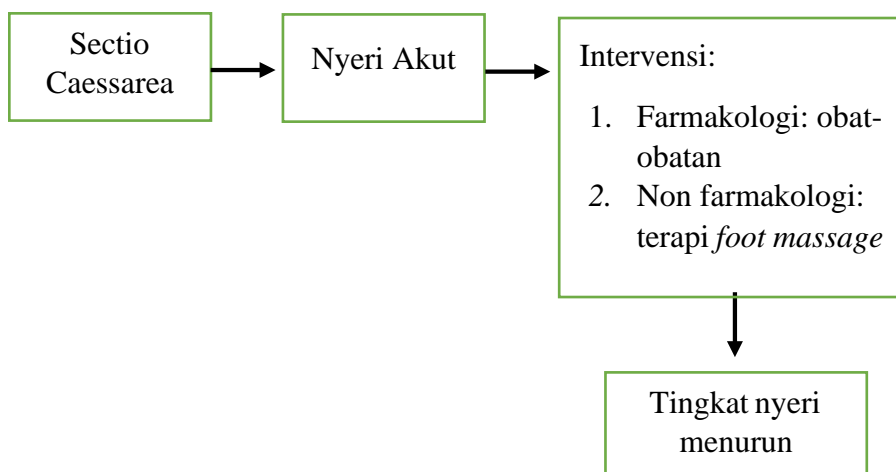 Sectio
Caessarea
Nyeri Akut
Intervensi:
1. Farmakologi: obat-
obatan
2. Non farmakologi:
terapi foot massage
Tingkat nyeri
menurun